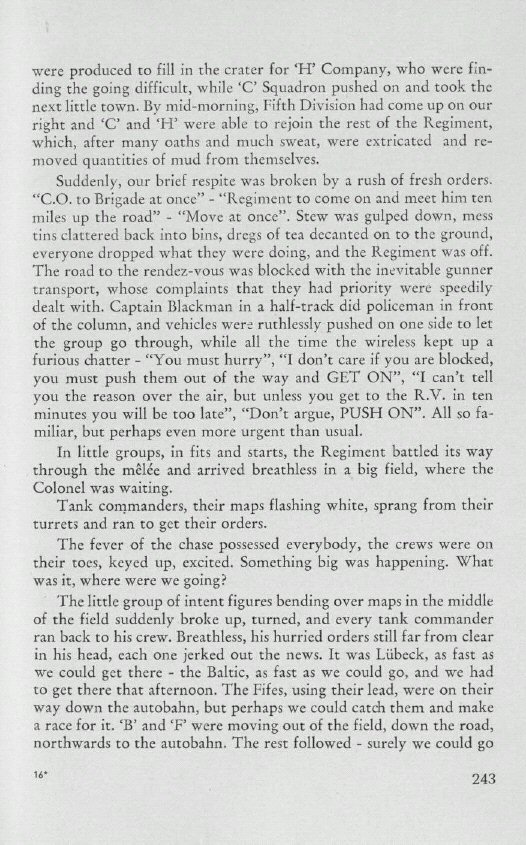 were produced to fill in the crater for ‘H’ Company, who were fin-
ding the going difficult, while ‘C’ Squadron pushed on and took the
next little town. By mid-morning, Fifth Division had come up on our
right and ‘C’ and ‘H’ were able to rejoin the rest of the Regiment,
which, after many oaths and much sweat, were extricated and re-
moved quantities of mud from themselves.
Suddenly, our brief respite was broken by a rush of fresh orders.
“C.O. to Brigade at once” - “Regiment to come on and meet him ten
miles up the road” - “Move at once”. Stew was gulped down, mess
tins clattered back into bins, dregs of tea decanted on to the ground,
everyone dropped what they were doing, and the Regiment was off.
The road to the rendez-vous was blocked with the inevitable gunner
transport, whose complaints that they had priority were speedily
dealt with. Captain Blackman in a half-track did policeman in front
of the column, and vehicles were ruthlessly pushed on one side to let
the group go through, while all the time the wireless kept up a
furious chatter - “You must hurry”, “I don’t care if you are blocked,
you must push them out of the way and GET ON”, “I can’t tell
you the reason over the air, but unless you get to the R.V. in ten
minutes you will be too late”, “Don’t argue, PUSH ON”. All so fa-
miliar, but perhaps even more urgent than usual.
In little groups, in fits and starts, the Regiment battled its way
through the mêlée and arrived breathless in a big field, where the
Colonel was waiting.
Tank commanders, their maps flashing white, sprang from their
turrets and ran to get their orders.
The fever of the chase possessed everybody, the crews were on
their toes, keyed up, excited. Something big was happening. What
was it, where were we going?
The little group of intent figures bending over maps in the middle
of the field suddenly broke up, turned, and every tank commander
ran back to his crew. Breathless, his hurried orders still far from clear
in his head, each one jerked out the news. It was Lübeck, as fast as
we could get there - the Baltic, as fast as we could go, and we had
to get there that afternoon. The Fifes, using their lead, were on their
way down the autobahn, but perhaps we could catch them and make
a race for it. ‘B’ and ‘F’ were moving out of the field, down the road,
northwards to the autobahn. The rest followed - surely we could go
16*
243